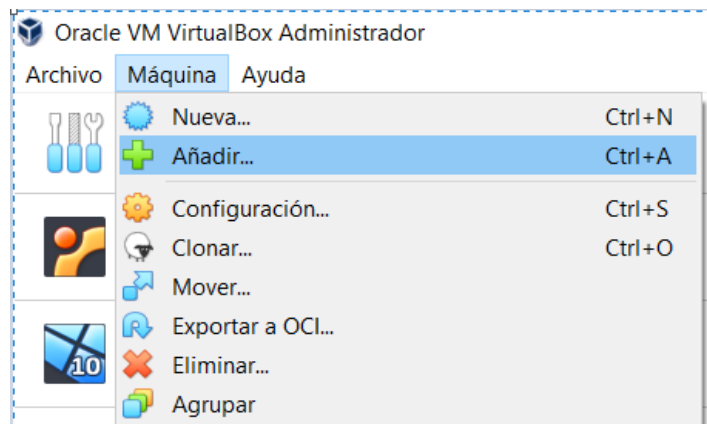 Oracle VM VirtualBox Administrador
Archivo Máquina Ayuda
Nueva... Ctrl+N
Añadir... Ctrl+A
Configuración... Ctrl+S
Clonar... Ctrl+O
Mover...
Exportar a OCI...
10
Eliminar...
Agrupar